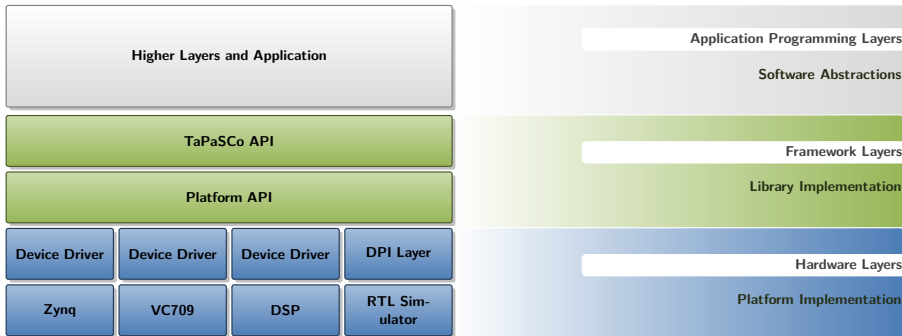 Higher Layers and Application
Application Programming Layers
Software Abstractions
TaPaSCo API
Framework Layers
Platform API
Library Implementation
Device Driver
Device Driver
Device Driver
DPI Layer
Hardware Layers
Zynq
VC709
DSP
RTL Sim-
ulator
Platform Implementation